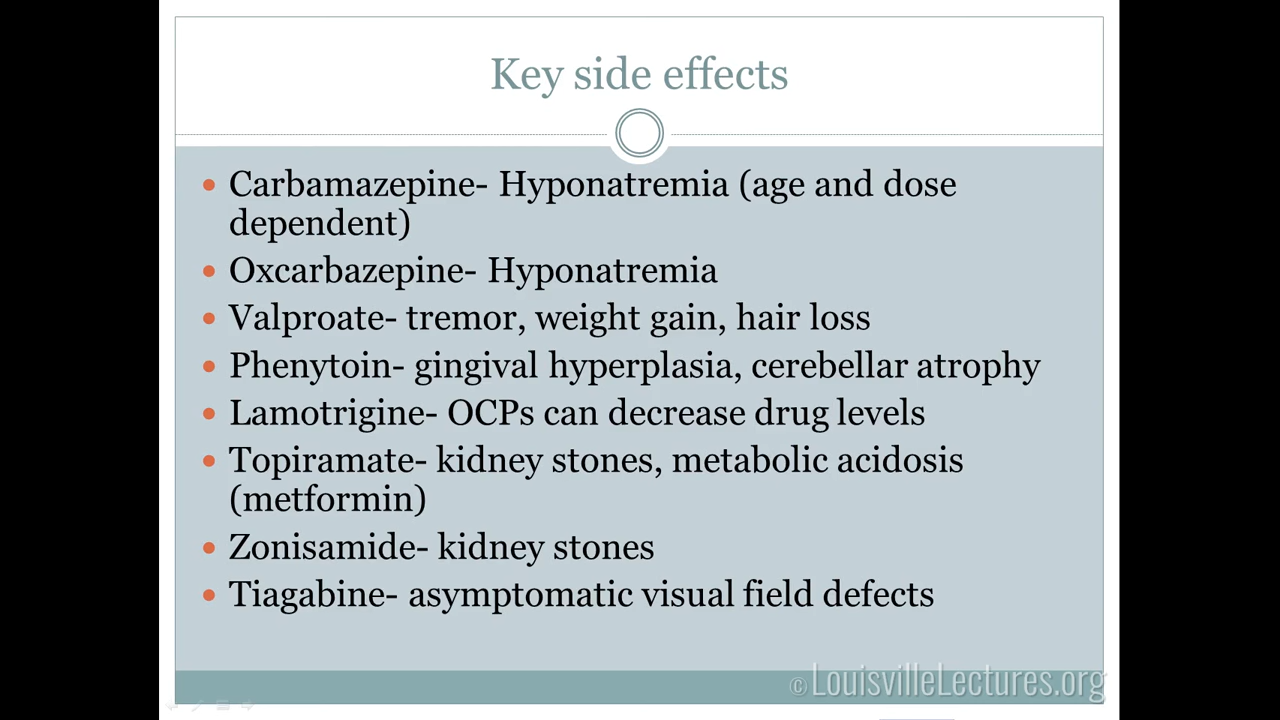 Key side effects
• Carbamazepine- Hyponatremia (age and dose
dependent)
• Oxcarbazepine- Hyponatremia
• Valproate- tremor, weight gain, hair loss
• Phenytoin- gingival hyperplasia, cerebellar atrophy
• Lamotrigine- OCPs can decrease drug levels
• Topiramate- kidney stones, metabolic acidosis
(metformin)
• Zonisamide- kidney stones
• Tiagabine- asymptomatic visual field defects
© LouisvilleLectures.org